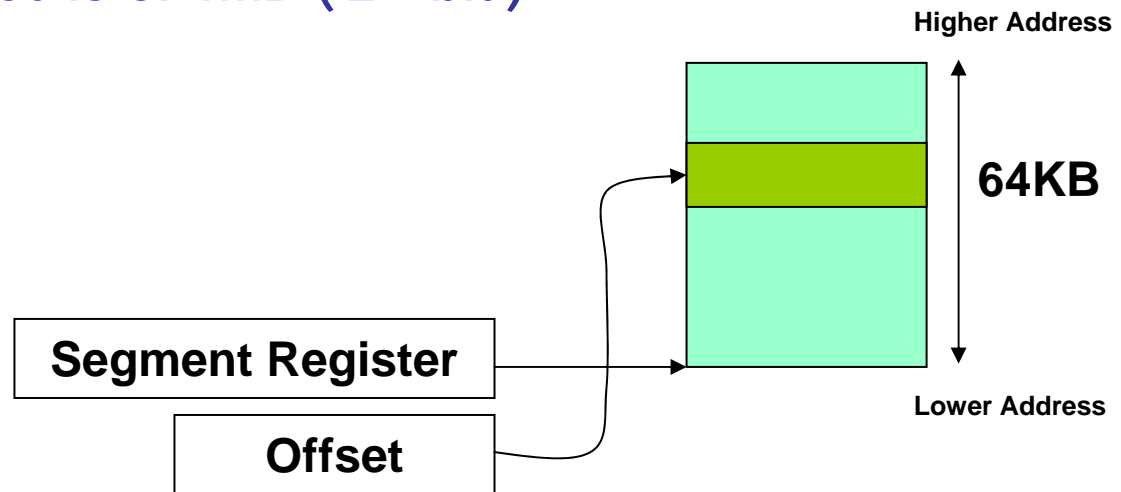 Higher Address
64KB
Segment Register
Offset
Lower Address